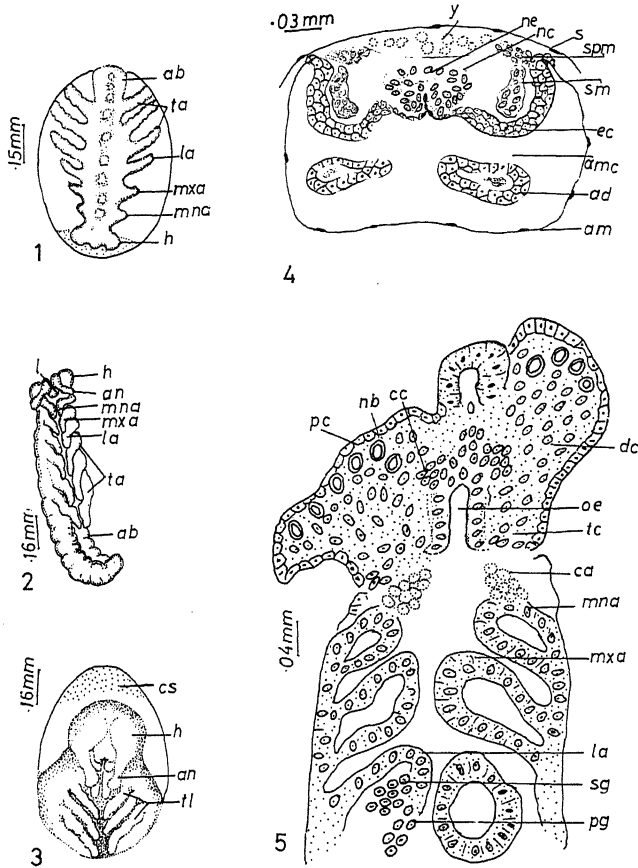 ab
ta
la
mxa
mna
h
.15mm
1
.03mm
y
ne
nc
s
spm
sm
ec
amc
ad
am
4
l
h
an
mna
mxa
la
ta
ab
.16mm
2
cs
h
an
tl
.16mm
3
pc
nb
cc
dc
oe
tc
ca
mna
mxa
la
sg
pg
.04mm
5